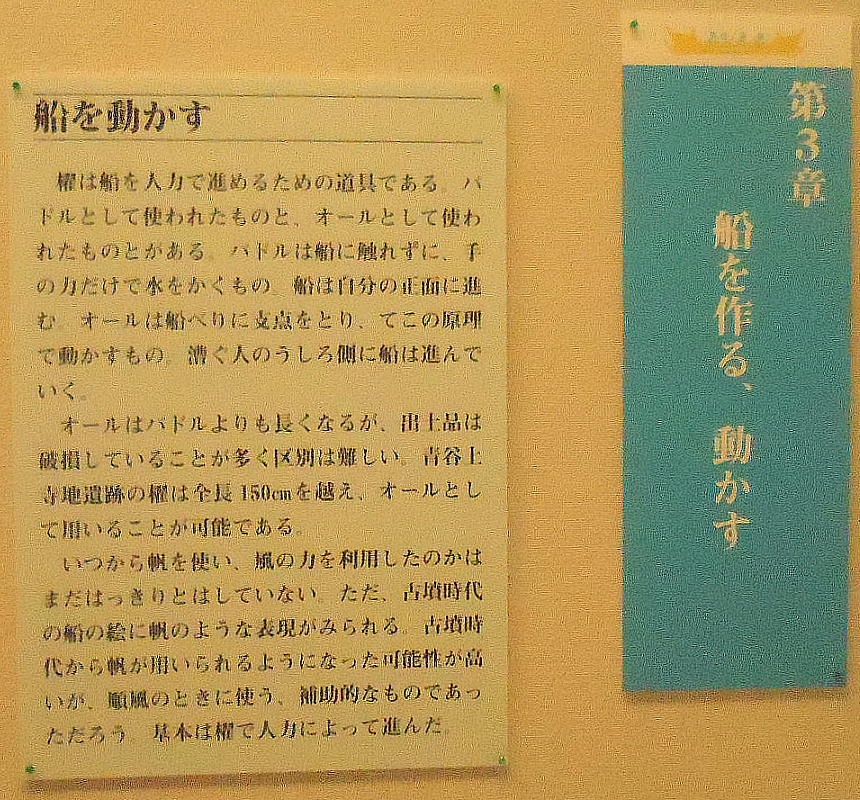 第3章
船を作る、動かす
船を動かす
櫂は船を人力で進めるための道具である。パ
ドルとして使われたものと、オールとして使わ
れたものとがある。パドルは船に触れずに、手
の力だけで水をかくもの。船は自分の正面に進
む。オールは船べりに支点をとり、てこの原理
で動かすもの。漕ぐ人のうしろ側に船は進んで
いく。
オールはパドルよりも長くなるが、出土品は
破損していることが多く区別は難しい。青谷上
寺地遺跡の櫂は全長150㎝を越え、オールとし
て用いることが可能である。
いつから帆を使い、風の力を利用したのかは
まだはっきりとはしていない。ただ、古墳時代
の船の絵に帆のような表現がみられる。古墳時
代から帆が用いられるようになった可能性が高
いが、順風のときに使う、補助的なものであっ
ただろう。基本は櫂で人力によって進んだ。